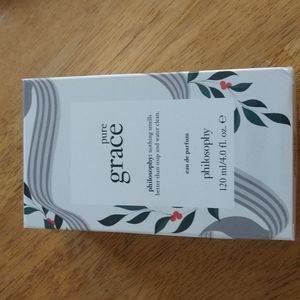 pure
grace
philosophy: nothing smells
better than soap and water clean.
eau de parfum
philosophy
120 ml/4.0 fl. oz. ℮